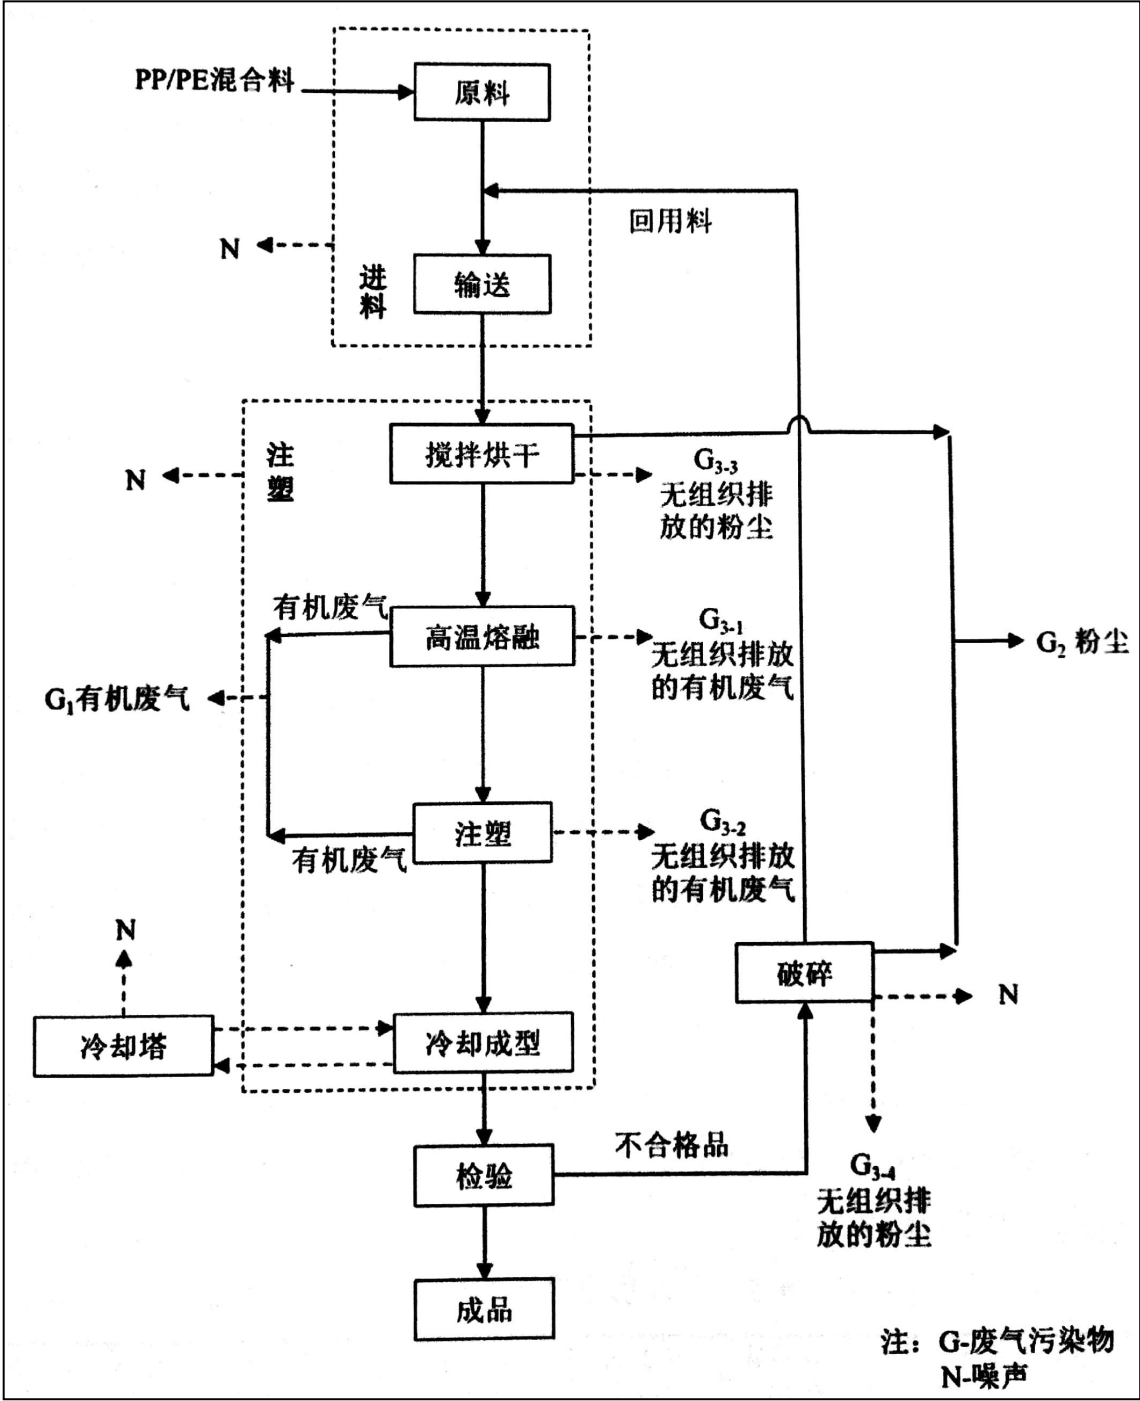 PP/PE混合料
原料
回用料
N
进
料
输送
注
塑
搅拌烘干
N
G3-3
无组织排
放的粉尘
有机废气
高温熔融
G3-1
无组织排放
的有机废气
G2 粉尘
G1有机废气
注塑
有机废气
G3-2
无组织排放
的有机废气
N
破碎
N
冷却塔
冷却成型
不合格品
检验
G3-4
无组织排
放的粉尘
成品
注：G-废气污染物
N-噪声